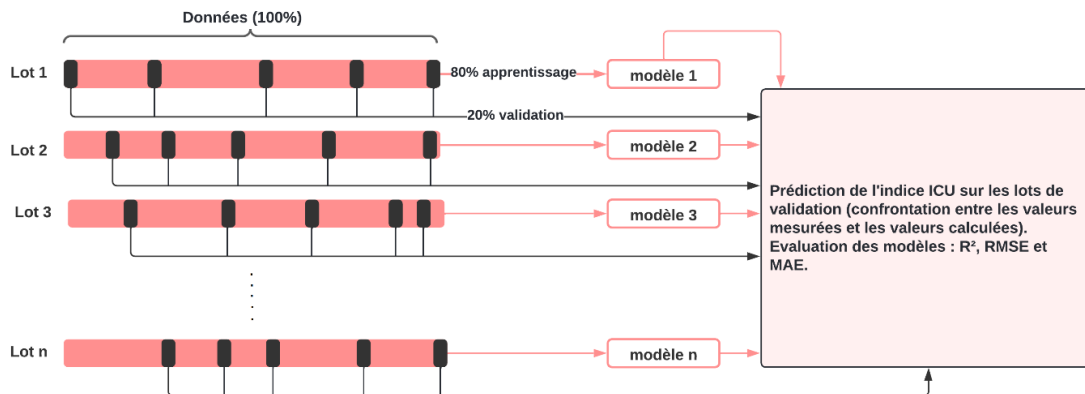 Données (100%)
Lot 1
80% apprentissage
modèle 1
20% validation
Lot 2
modèle 2
Lot 3
modèle 3
Prédiction de l'indice ICU sur les lots de
validation (confrontation entre les valeurs
mesurées et les valeurs calculées).
Evaluation des modèles : R², RMSE et
MAE.
Lot n
modèle n